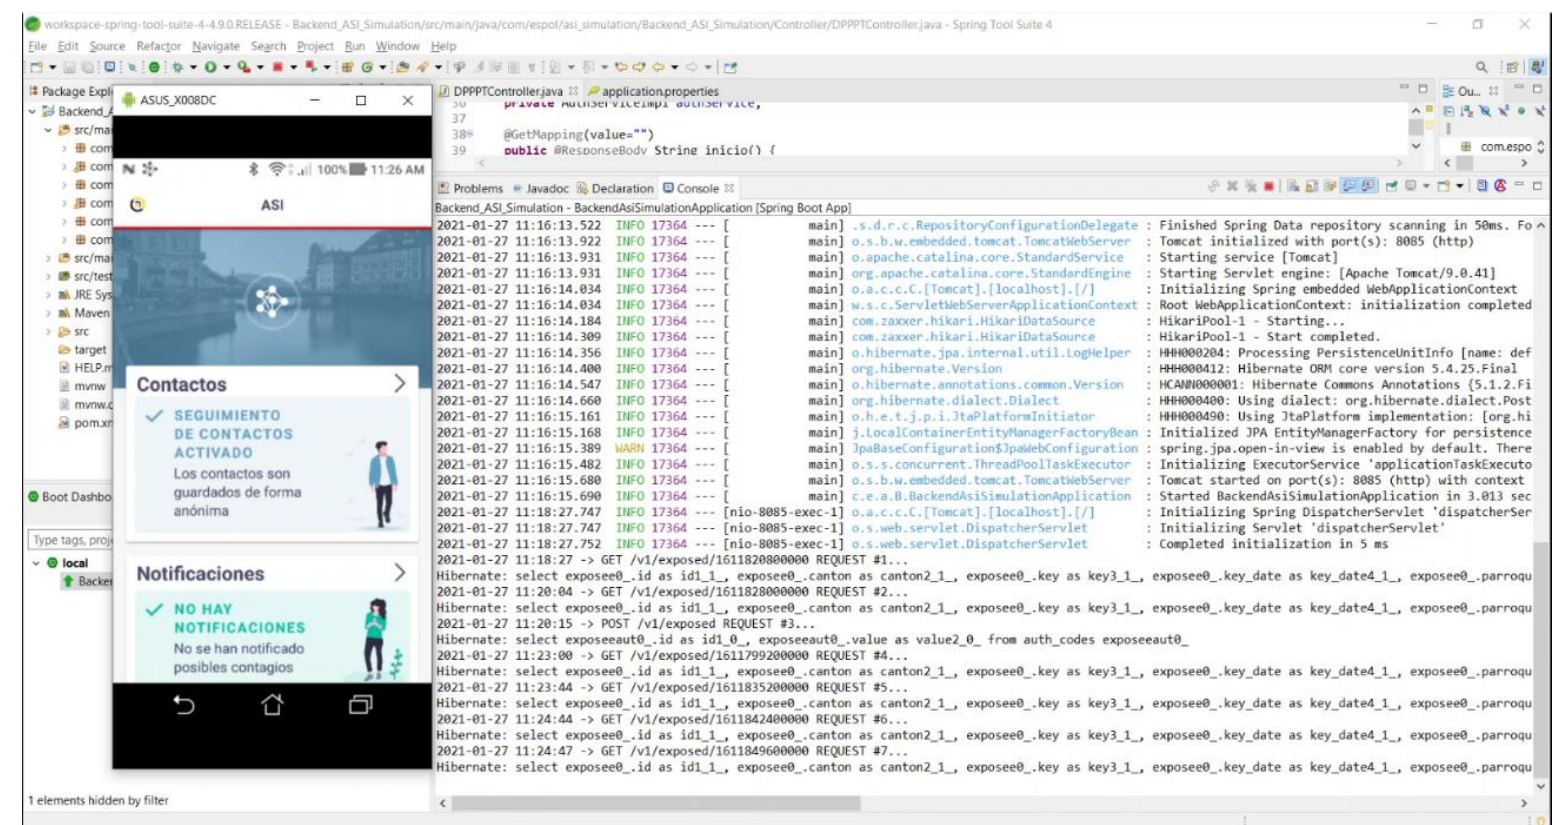 workspace-spring-tool-suite-4-4.9.0.RELEASE - Backend_ASI_Simulation/src/main/java/com/espol/asi_simulation/Backend_ASI_Simulation/Controller/DPPPTController.java - Spring Tool Suite 4
File Edit Source Refactor Navigate Search Project Run Window Help
Package Expl
Backend_A
src/mai
com
com
com
com
com
com
src/mai
src/test
JRE Sys
Maven
src
target
HELP.m
mvnw
mvnw.c
pom.xm
Boot Dashbo
Type tags, proje
local
Backen
1 elements hidden by filter
ASUS_X008DC
100% 11:26 AM
ASI
Contactos
SEGUIMIENTO
DE CONTACTOS
ACTIVADO
Los contactos son
guardados de forma
anónima
Notificaciones
NO HAY
NOTIFICACIONES
No se han notificado
posibles contagios
DPPPTController.java application.properties
36 private AuthServiceImpl authService;
37
38 @GetMapping(value="")
39 public @ResponseBody String inicio() {
Ou...
com.espo
Problems Javadoc Declaration Console
Backend_ASI_Simulation - BackendAsiSimulationApplication [Spring Boot App]
2021-01-27 11:16:13.522 INFO 17364 --- [ main] .s.d.r.c.RepositoryConfigurationDelegate : Finished Spring Data repository scanning in 50ms. Fo
2021-01-27 11:16:13.922 INFO 17364 --- [ main] o.s.b.w.embedded.tomcat.TomcatWebServer : Tomcat initialized with port(s): 8085 (http)
2021-01-27 11:16:13.931 INFO 17364 --- [ main] o.apache.catalina.core.StandardService : Starting service [Tomcat]
2021-01-27 11:16:13.931 INFO 17364 --- [ main] org.apache.catalina.core.StandardEngine : Starting Servlet engine: [Apache Tomcat/9.0.41]
2021-01-27 11:16:14.034 INFO 17364 --- [ main] o.a.c.c.C.[Tomcat].[localhost].[/] : Initializing Spring embedded WebApplicationContext
2021-01-27 11:16:14.034 INFO 17364 --- [ main] w.s.c.ServletWebServerApplicationContext : Root WebApplicationContext: initialization completed
2021-01-27 11:16:14.184 INFO 17364 --- [ main] com.zaxxer.hikari.HikariDataSource : HikariPool-1 - Starting...
2021-01-27 11:16:14.309 INFO 17364 --- [ main] com.zaxxer.hikari.HikariDataSource : HikariPool-1 - Start completed.
2021-01-27 11:16:14.356 INFO 17364 --- [ main] o.hibernate.jpa.internal.util.LogHelper : HHH000204: Processing PersistenceUnitInfo [name: def
2021-01-27 11:16:14.400 INFO 17364 --- [ main] org.hibernate.Version : HHH000412: Hibernate ORM core version 5.4.25.Final
2021-01-27 11:16:14.547 INFO 17364 --- [ main] o.hibernate.annotations.common.Version : HCANN000001: Hibernate Commons Annotations {5.1.2.Fi
2021-01-27 11:16:14.660 INFO 17364 --- [ main] org.hibernate.dialect.Dialect : HHH000400: Using dialect: org.hibernate.dialect.Post
2021-01-27 11:16:15.161 INFO 17364 --- [ main] o.h.e.t.j.p.i.JtaPlatformInitiator : HHH000490: Using JtaPlatform implementation: [org.hi
2021-01-27 11:16:15.168 INFO 17364 --- [ main] j.LocalContainerEntityManagerFactoryBean : Initialized JPA EntityManagerFactory for persistence
2021-01-27 11:16:15.389 WARN 17364 --- [ main] JpaBaseConfiguration$JpaWebConfiguration : spring.jpa.open-in-view is enabled by default. There
2021-01-27 11:16:15.482 INFO 17364 --- [ main] o.s.s.concurrent.ThreadPoolTaskExecutor : Initializing ExecutorService 'applicationTaskExecuto
2021-01-27 11:16:15.680 INFO 17364 --- [ main] o.s.b.w.embedded.tomcat.TomcatWebServer : Tomcat started on port(s): 8085 (http) with context
2021-01-27 11:16:15.690 INFO 17364 --- [ main] c.e.a.B.BackendAsiSimulationApplication : Started BackendAsiSimulationApplication in 3.013 sec
2021-01-27 11:18:27.747 INFO 17364 --- [nio-8085-exec-1] o.a.c.c.C.[Tomcat].[localhost].[/] : Initializing Spring DispatcherServlet 'dispatcherSer
2021-01-27 11:18:27.747 INFO 17364 --- [nio-8085-exec-1] o.s.web.servlet.DispatcherServlet : Initializing Servlet 'dispatcherServlet'
2021-01-27 11:18:27.752 INFO 17364 --- [nio-8085-exec-1] o.s.web.servlet.DispatcherServlet : Completed initialization in 5 ms
2021-01-27 11:18:27 -> GET /v1/exposed/1611820800000 REQUEST #1...
Hibernate: select exposee0_.id as id1_1_, exposee0_.canton as canton2_1_, exposee0_.key as key3_1_, exposee0_.key_date as key_date4_1_, exposee0_.parroqu
2021-01-27 11:20:04 -> GET /v1/exposed/1611828000000 REQUEST #2...
Hibernate: select exposee0_.id as id1_1_, exposee0_.canton as canton2_1_, exposee0_.key as key3_1_, exposee0_.key_date as key_date4_1_, exposee0_.parroqu
2021-01-27 11:20:15 -> POST /v1/exposed REQUEST #3...
Hibernate: select exposeeaut0_.id as id1_0_, exposeeaut0_.value as value2_0_ from auth_codes exposeeaut0_
2021-01-27 11:23:00 -> GET /v1/exposed/1611799200000 REQUEST #4...
Hibernate: select exposee0_.id as id1_1_, exposee0_.canton as canton2_1_, exposee0_.key as key3_1_, exposee0_.key_date as key_date4_1_, exposee0_.parroqu
2021-01-27 11:23:44 -> GET /v1/exposed/1611835200000 REQUEST #5...
Hibernate: select exposee0_.id as id1_1_, exposee0_.canton as canton2_1_, exposee0_.key as key3_1_, exposee0_.key_date as key_date4_1_, exposee0_.parroqu
2021-01-27 11:24:44 -> GET /v1/exposed/1611842400000 REQUEST #6...
Hibernate: select exposee0_.id as id1_1_, exposee0_.canton as canton2_1_, exposee0_.key as key3_1_, exposee0_.key_date as key_date4_1_, exposee0_.parroqu
2021-01-27 11:24:47 -> GET /v1/exposed/1611849600000 REQUEST #7...
Hibernate: select exposee0_.id as id1_1_, exposee0_.canton as canton2_1_, exposee0_.key as key3_1_, exposee0_.key_date as key_date4_1_, exposee0_.parroqu